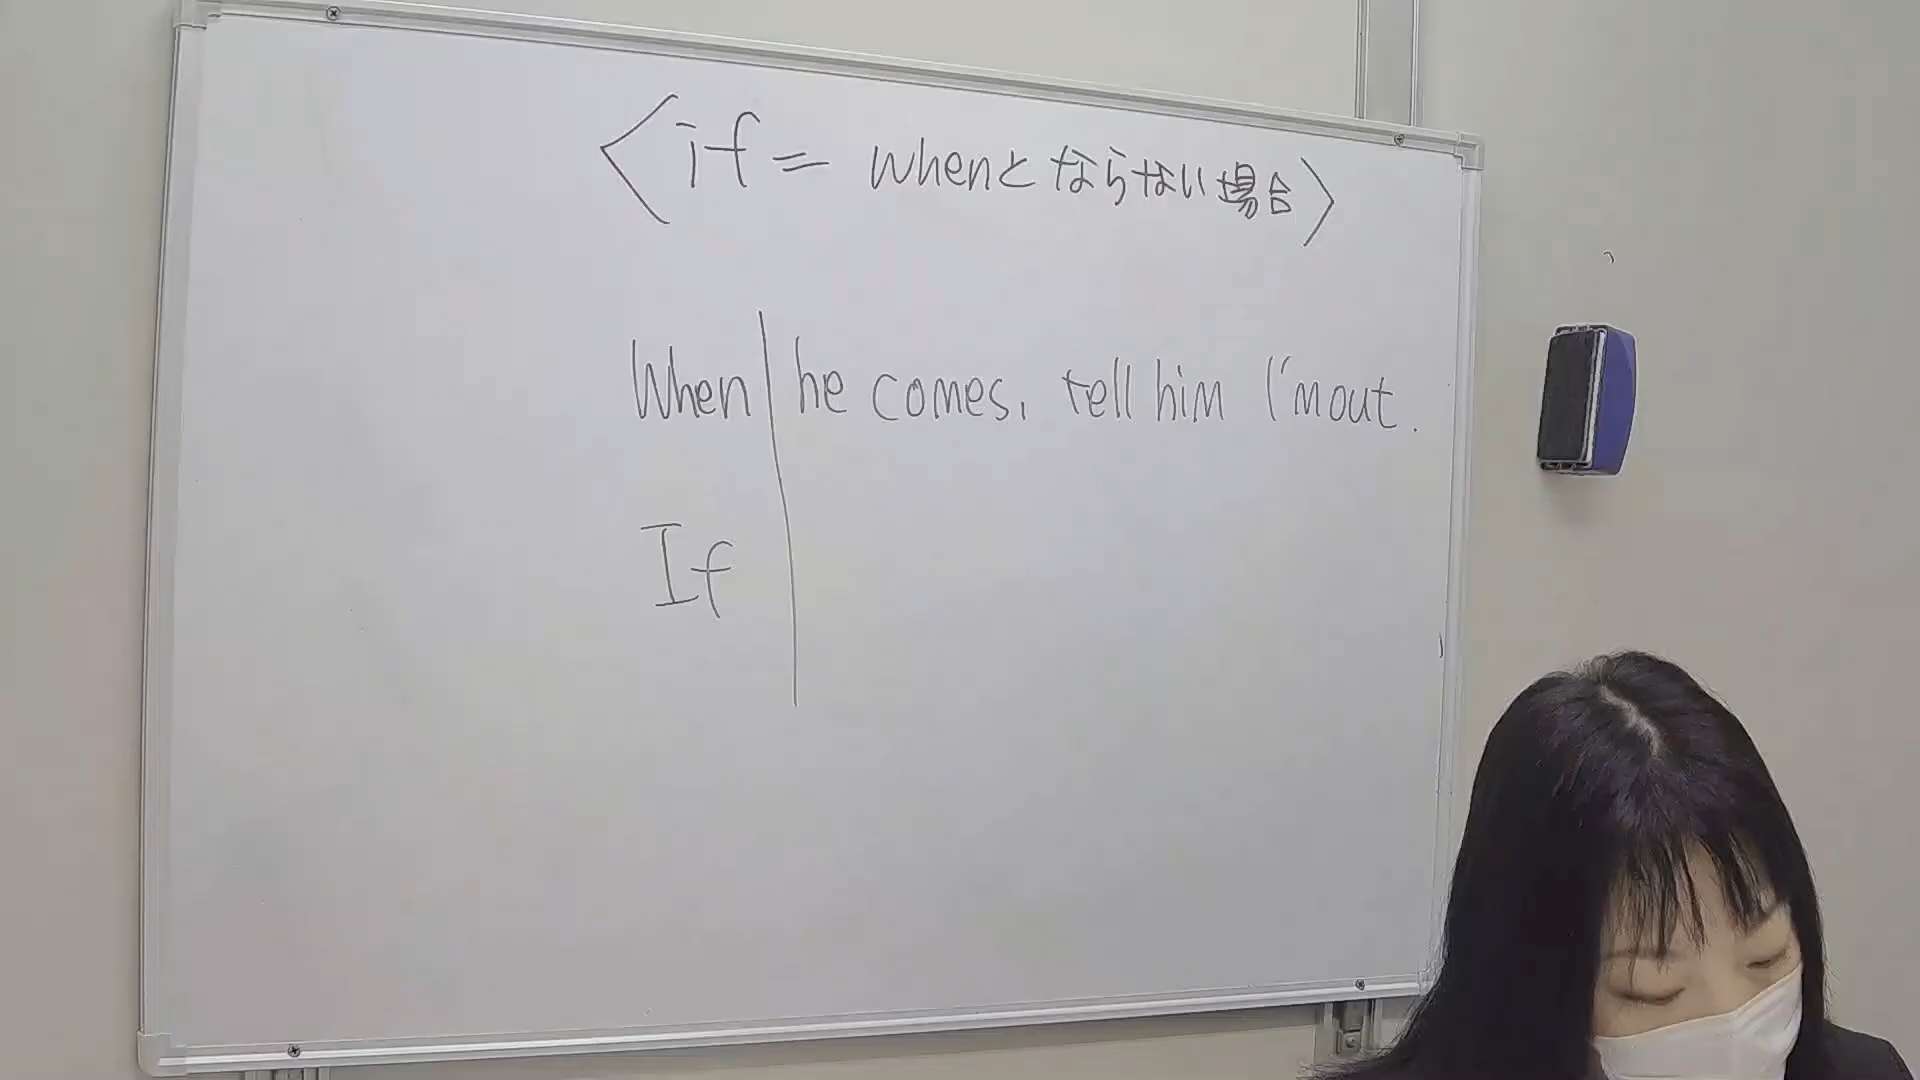 〈if = whenとならない場合〉
When he comes, tell him I'm out.
If